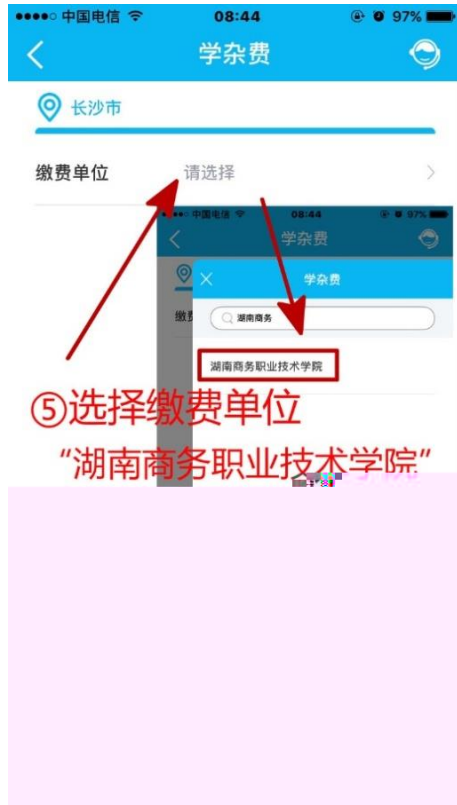 中国电信 08:44 97%
学杂费
长沙市
缴费单位 请选择
中国电信 08:44 97%
学杂费
学杂费
缴费
湖南商务
湖南商务职业技术学院
⑤选择缴费单位
“湖南商务职业技术学院”